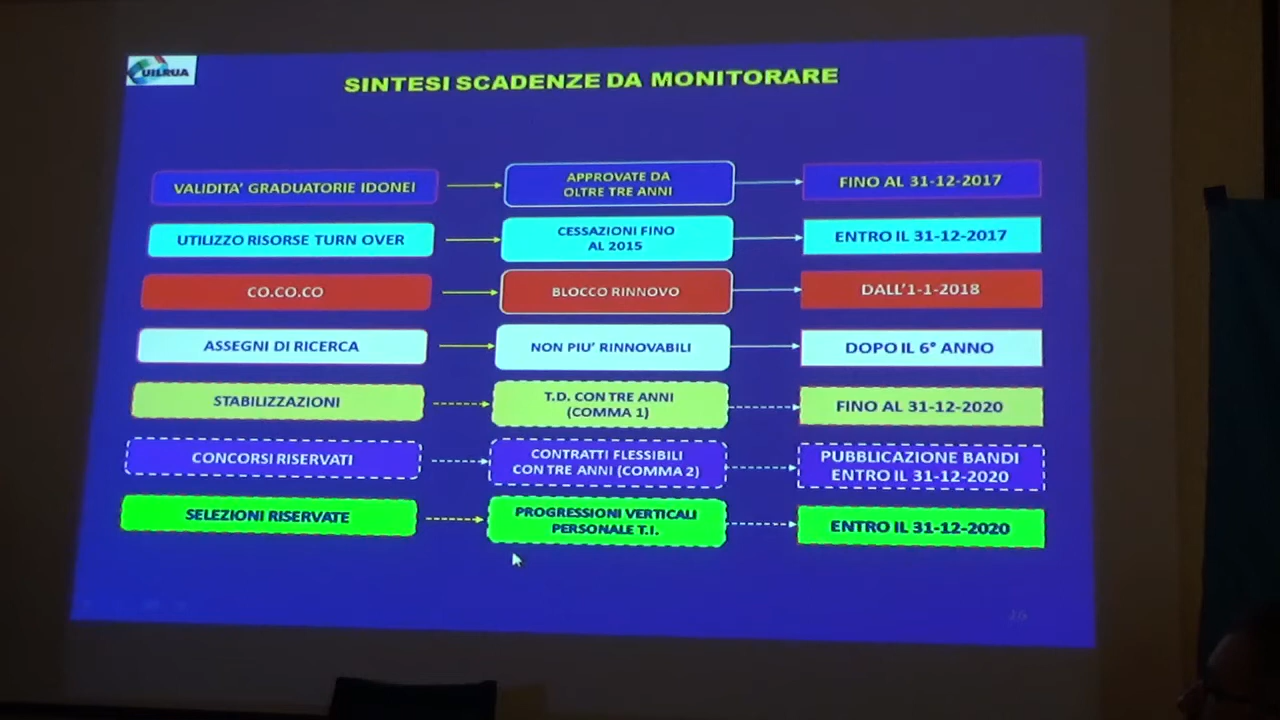 UILRUA
SINTESI SCADENZE DA MONITORARE
VALIDITA' GRADUATORIE IDONEI
APPROVATE DA
OLTRE TRE ANNI
FINO AL 31-12-2017
UTILIZZO RISORSE TURN OVER
CESSAZIONI FINO
AL 2015
ENTRO IL 31-12-2017
CO.CO.CO
BLOCCO RINNOVO
DALL'1-1-2018
ASSEGNI DI RICERCA
NON PIU' RINNOVABILI
DOPO IL 6° ANNO
STABILIZZAZIONI
T.D. CON TRE ANNI
(COMMA 1)
FINO AL 31-12-2020
CONCORSI RISERVATI
CONTRATTI FLESSIBILI
CON TRE ANNI (COMMA 2)
PUBBLICAZIONE BANDI
ENTRO IL 31-12-2020
SELEZIONI RISERVATE
PROGRESSIONI VERTICALI
PERSONALE T.I.
ENTRO IL 31-12-2020